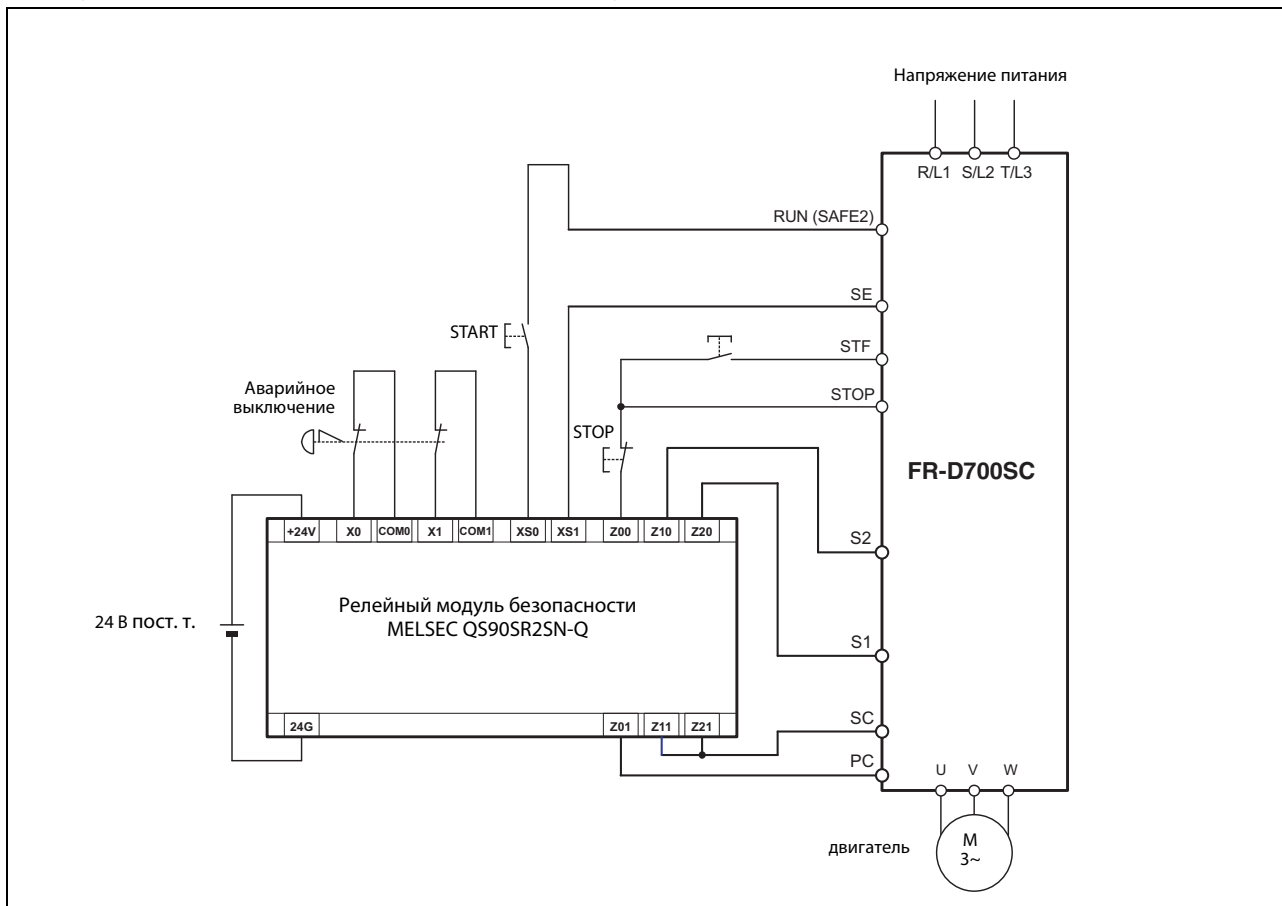 Напряжение питания
R/L1 S/L2 T/L3
RUN (SAFE2)
SE
START
STF
Аварийное
выключение
STOP
STOP
FR-D700SC
+24V X0 COM0 X1 COM1 XS0 XS1 Z00 Z10 Z20
S2
Релейный модуль безопасности
MELSEC QS90SR2SN-Q
24 В пост. т.
S1
24G Z01 Z11 Z21
SC
PC
U V W
двигатель
M
3~